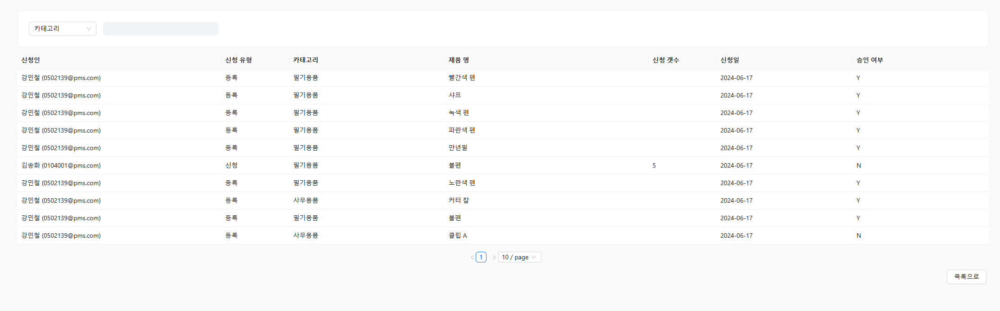 카테고리
신청인 신청 유형 카테고리 제품 명 신청 갯수 신청일 승인 여부
강민철 (0502139@pms.com) 등록 필기용품 빨간색 펜 2024-06-17 Y
강민철 (0502139@pms.com) 등록 필기용품 샤프 2024-06-17 Y
강민철 (0502139@pms.com) 등록 필기용품 녹색 펜 2024-06-17 Y
강민철 (0502139@pms.com) 등록 필기용품 파란색 펜 2024-06-17 Y
강민철 (0502139@pms.com) 등록 필기용품 만년필 2024-06-17 Y
김송화 (0104001@pms.com) 신청 필기용품 볼펜 5 2024-06-17 N
강민철 (0502139@pms.com) 등록 필기용품 노란색 펜 2024-06-17 Y
강민철 (0502139@pms.com) 등록 사무용품 커터 칼 2024-06-17 Y
강민철 (0502139@pms.com) 등록 필기용품 볼펜 2024-06-17 Y
강민철 (0502139@pms.com) 등록 사무용품 클립 A 2024-06-17 N
1 10 / page
목록으로